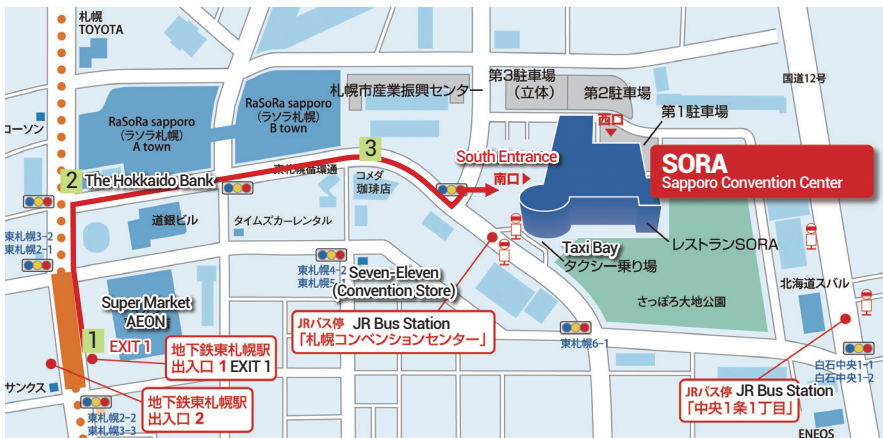 札幌
TOYOTA
国道12号
第3駐車場
(立体)
第2駐車場
第1駐車場
札幌市産業振興センター
RaSoRa sapporo
(ラソラ札幌)
A town
RaSoRa sapporo
(ラソラ札幌)
B town
ローソン
西口
3
South Entrance
南口
SORA
Sapporo Convention Center
東札幌循環通
コメダ
珈琲店
2
The Hokkaido Bank
道銀ビル
タイムズカーレンタル
東札幌3-2
東札幌2-1
Taxi Bay
タクシー乗り場
レストランSORA
東札幌4-2
東札幌5
Seven-Eleven
(Convention Store)
さっぽろ大地公園
北海道スバル
Super Market
AEON
1
EXIT 1
地下鉄東札幌駅
出入口 1 EXIT 1
JRバス停 JR Bus Station
「札幌コンベンションセンター」
東札幌6-1
白石中央1-1
白石中央1-2
サンクス
地下鉄東札幌駅
出入口 2
JRバス停 JR Bus Station
「中央1条1丁目」
東札幌2-2
東札幌3-3
ENEOS